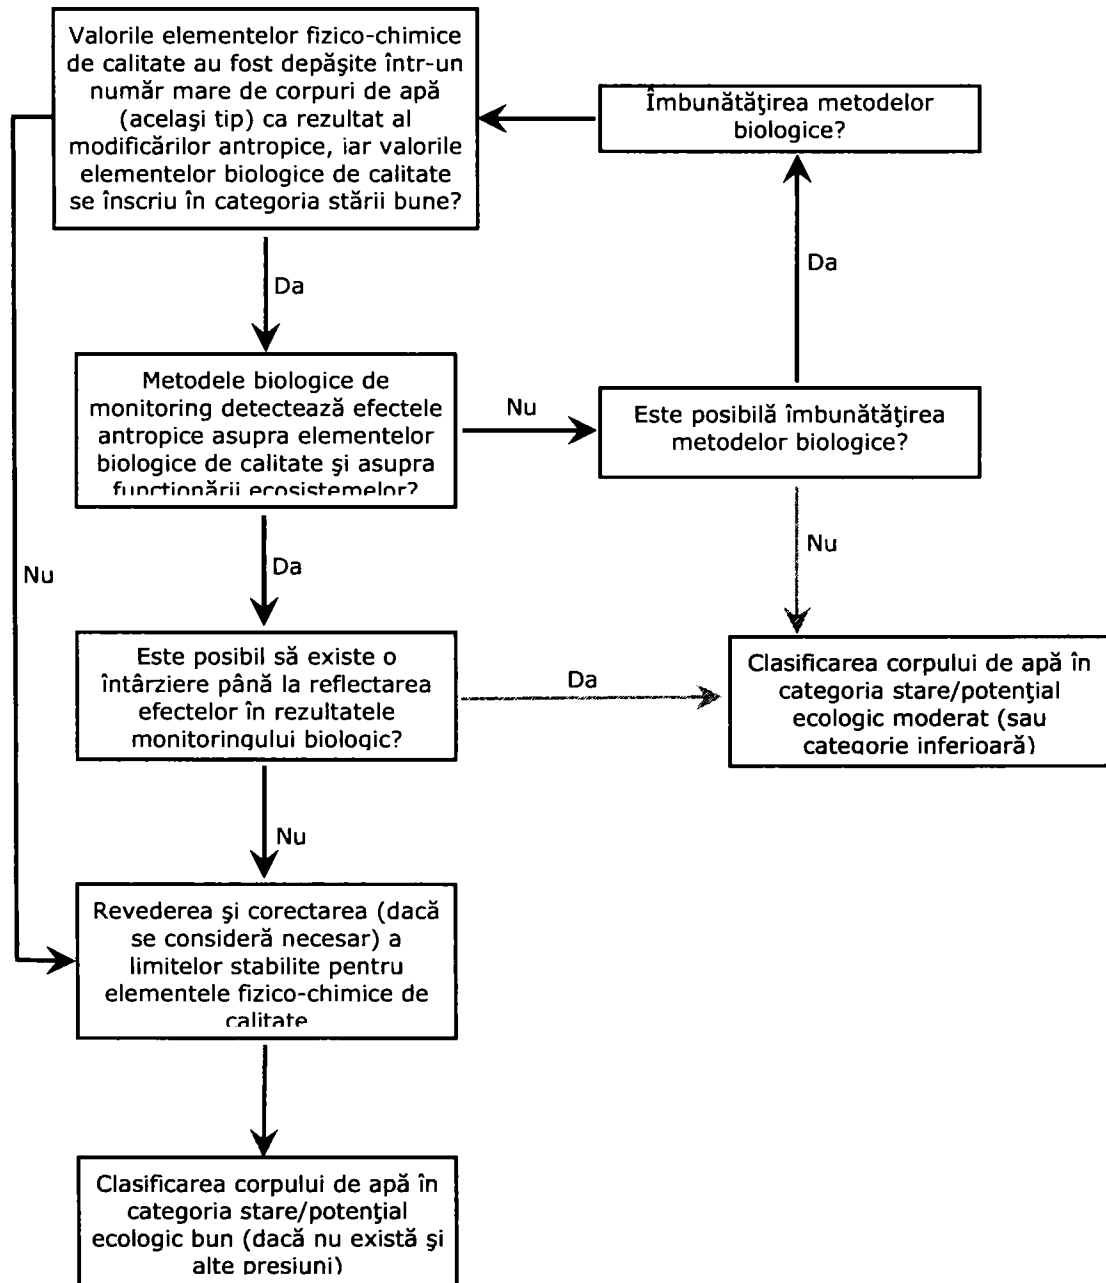 Valorile elementelor fizico-chimice
de calitate au fost depăşite într-un
număr mare de corpuri de apă
(acelaşi tip) ca rezultat al
modificărilor antropice, iar valorile
elementelor biologice de calitate
se înscriu în categoria stării bune?
Îmbunătăţirea metodelor
biologice?
Da
Da
Metodele biologice de
monitoring detectează efectele
antropice asupra elementelor
biologice de calitate şi asupra
funcţionării ecosistemelor?
Nu
Este posibilă îmbunătăţirea
metodelor biologice?
Nu
Da
Nu
Este posibil să existe o
întârziere până la reflectarea
efectelor în rezultatele
monitoringului biologic?
Da
Clasificarea corpului de apă în
categoria stare/potenţial
ecologic moderat (sau
categorie inferioară)
Nu
Revederea şi corectarea (dacă
se consideră necesar) a
limitelor stabilite pentru
elementele fizico-chimice de
calitate
Clasificarea corpului de apă în
categoria stare/potenţial
ecologic bun (dacă nu există şi
alte presiuni)